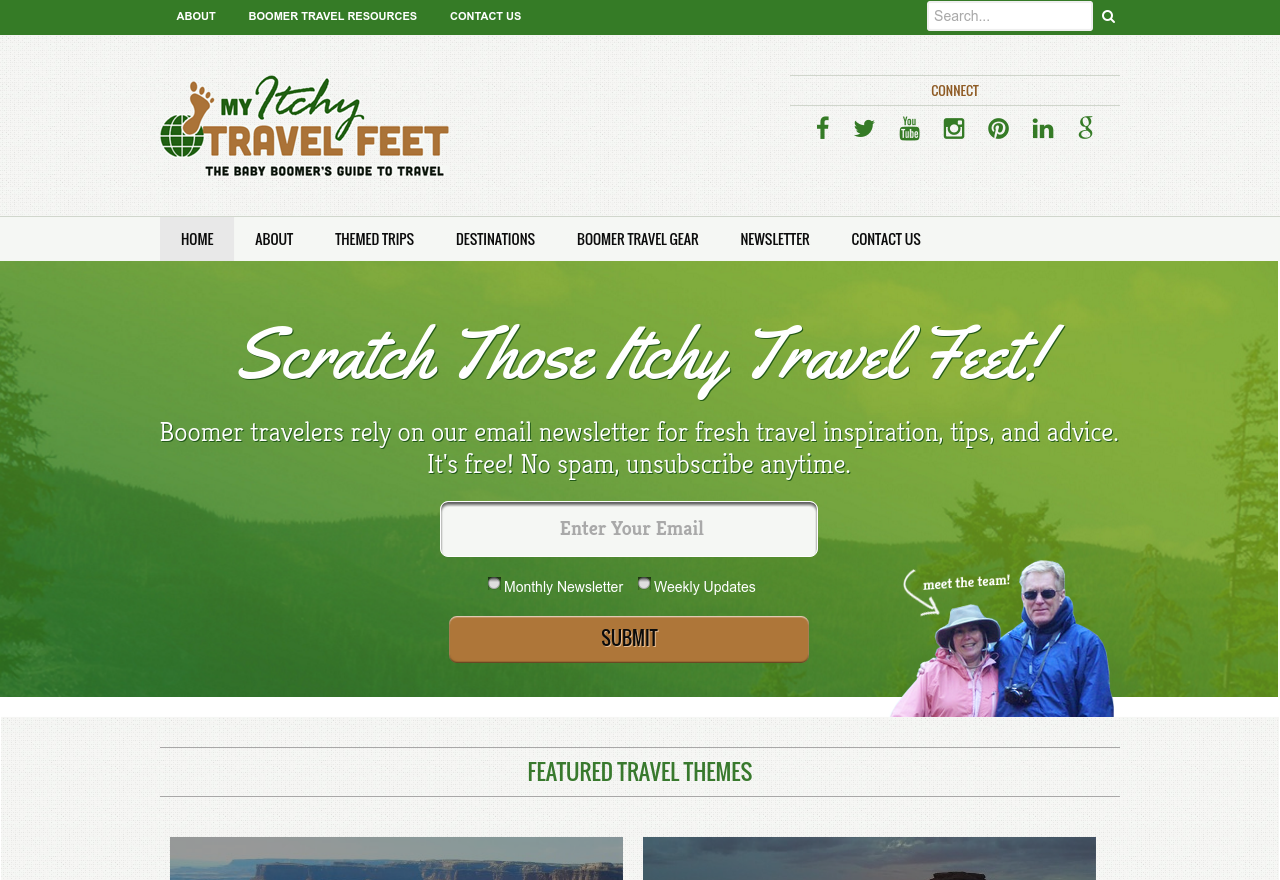 ABOUT BOOMER TRAVEL RESOURCES CONTACT US Search...
MY Itchy
TRAVEL FEET
THE BABY BOOMER'S GUIDE TO TRAVEL
CONNECT
You
Tube
HOME ABOUT THEMED TRIPS DESTINATIONS BOOMER TRAVEL GEAR NEWSLETTER CONTACT US
Scratch Those Itchy Travel Feet!
Boomer travelers rely on our email newsletter for fresh travel inspiration, tips, and advice.
It's free! No spam, unsubscribe anytime.
Enter Your Email
Monthly Newsletter Weekly Updates
SUBMIT
meet the team!
FEATURED TRAVEL THEMES